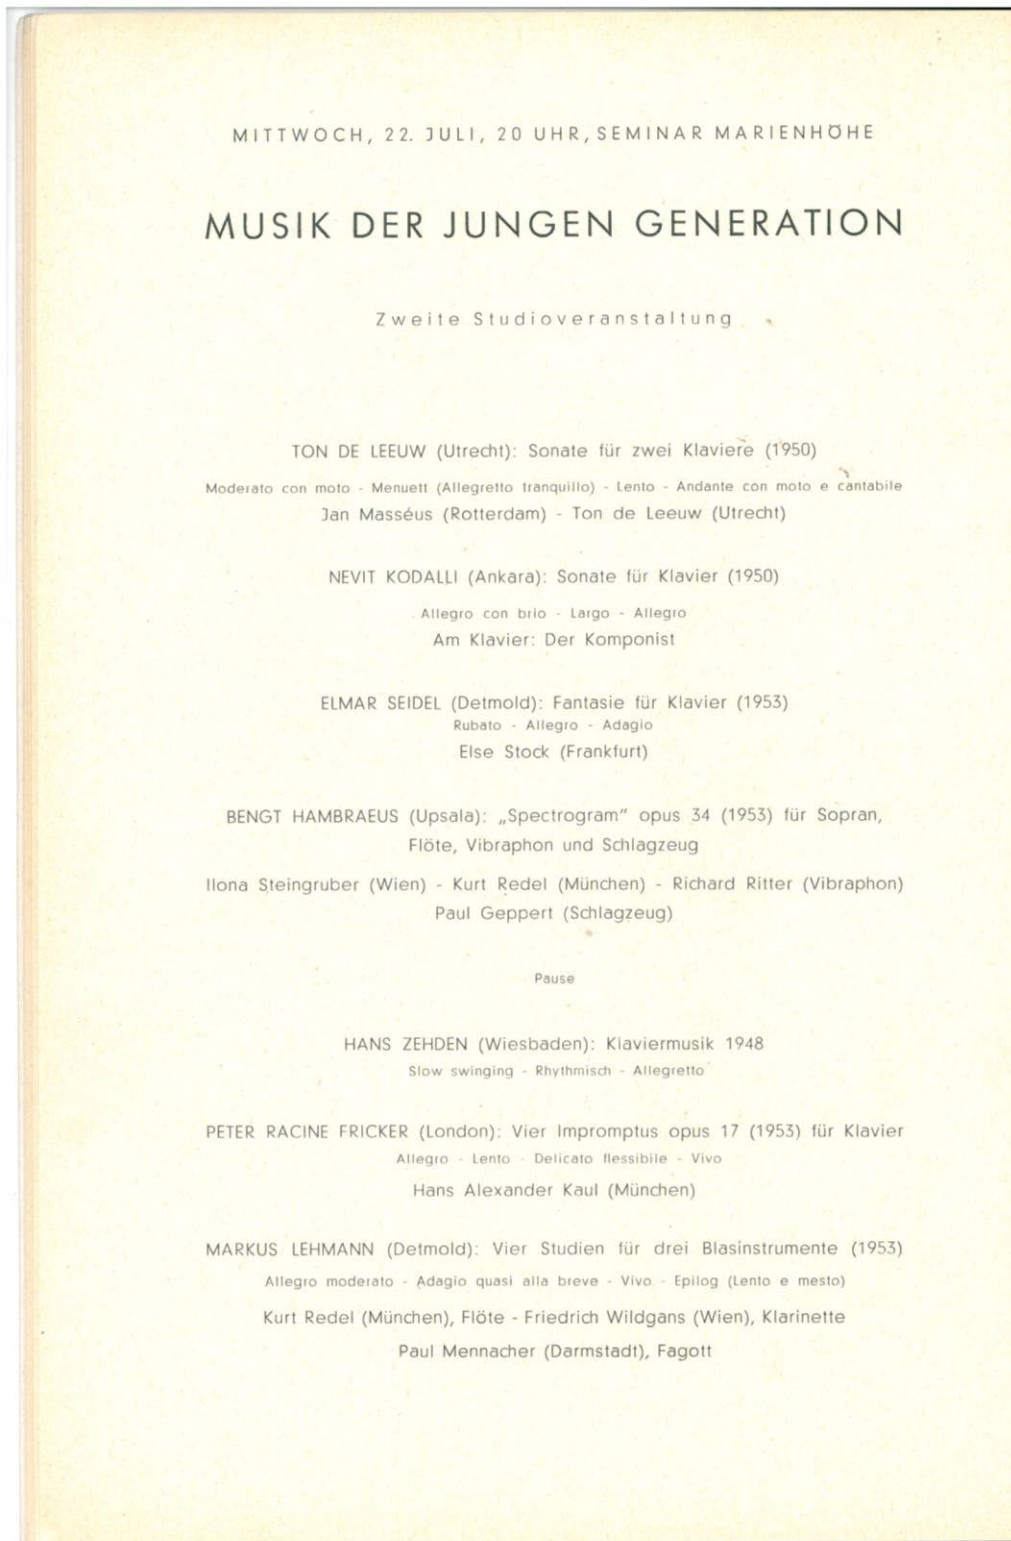 MITTWOCH, 22. JULI, 20 UHR, SEMINAR MARIENHÖHE
MUSIK DER JUNGEN GENERATION
Zweite Studioveranstaltung
TON DE LEEUW (Utrecht): Sonate für zwei Klaviere (1950)
Moderato con moto - Menuett (Allegretto tranquillo) - Lento - Andante con moto e cantabile
Jan Masséus (Rotterdam) - Ton de Leeuw (Utrecht)
NEVIT KODALLI (Ankara): Sonate für Klavier (1950)
Allegro con brio - Largo - Allegro
Am Klavier: Der Komponist
ELMAR SEIDEL (Detmold): Fantasie für Klavier (1953)
Rubato - Allegro - Adagio
Else Stock (Frankfurt)
BENGT HAMBRAEUS (Upsala): „Spectrogram" opus 34 (1953) für Sopran,
Flöte, Vibraphon und Schlagzeug
Ilona Steingruber (Wien) - Kurt Redel (München) - Richard Ritter (Vibraphon)
Paul Geppert (Schlagzeug)
Pause
HANS ZEHDEN (Wiesbaden): Klaviermusik 1948
Slow swinging - Rhythmisch - Allegretto
PETER RACINE FRICKER (London): Vier Impromptus opus 17 (1953) für Klavier
Allegro - Lento - Delicato flessibile - Vivo
Hans Alexander Kaul (München)
MARKUS LEHMANN (Detmold): Vier Studien für drei Blasinstrumente (1953)
Allegro moderato - Adagio quasi alla breve - Vivo - Epilog (Lento e mesto)
Kurt Redel (München), Flöte - Friedrich Wildgans (Wien), Klarinette
Paul Mennacher (Darmstadt), Fagott